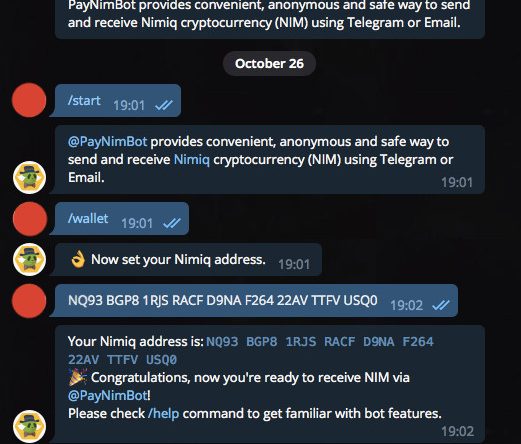 PayNimBot provides convenient, anonymous and safe way to send
and receive Nimiq cryptocurrency (NIM) using Telegram or Email.
October 26
/start 19:01
@PayNimBot provides convenient, anonymous and safe way to
send and receive Nimiq cryptocurrency (NIM) using Telegram or
Email.
19:01
/wallet 19:01
👌 Now set your Nimiq address. 19:01
NQ93 BGP8 1RJS RACF D9NA F264 22AV TTFV USQ0 19:02
Your Nimiq address is: NQ93 BGP8 1RJS RACF D9NA F264
22AV TTFV USQ0
🎉 Congratulations, now you're ready to receive NIM via
@PayNimBot!
Please check /help command to get familiar with bot features.
19:02